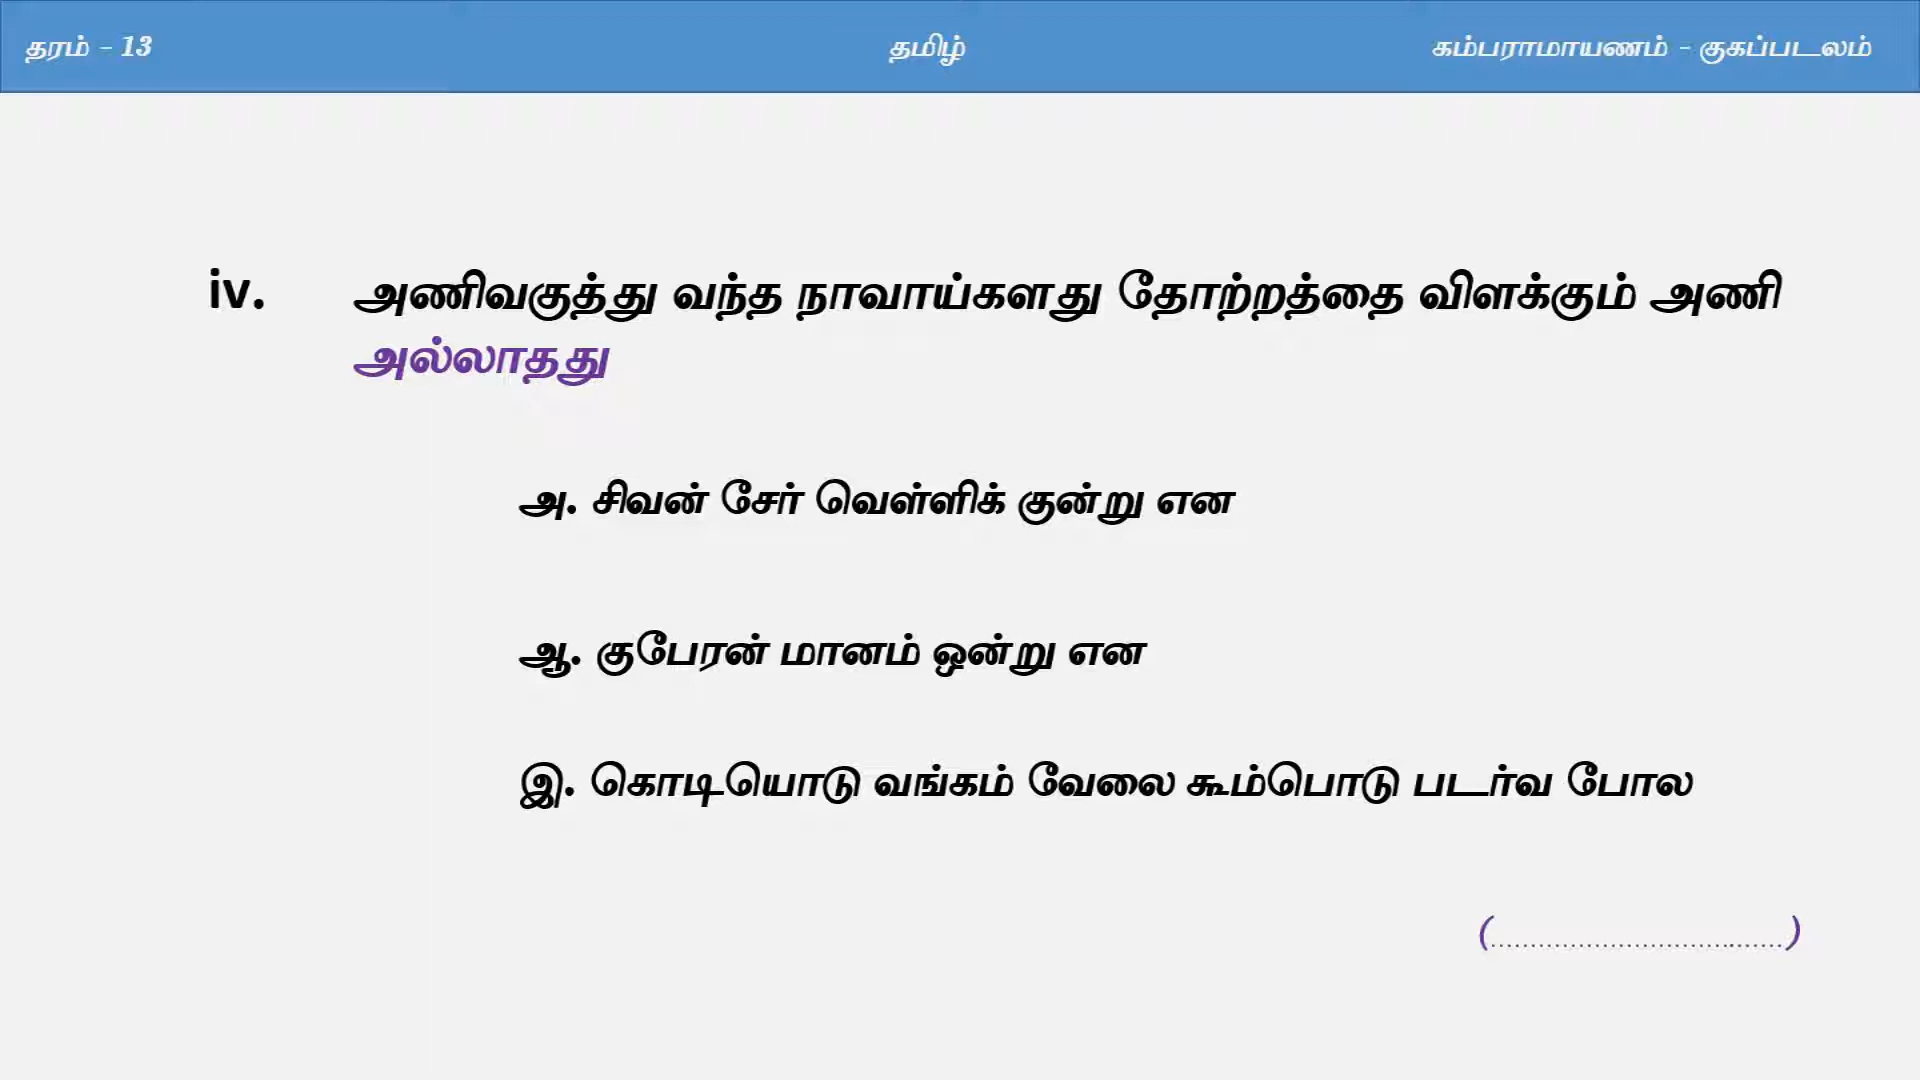 தரம் - 13 தமிழ் கம்பராமாயணம் - குகப்படலம்
iv. அணிவகுத்து வந்த நாவாய்களது தோற்றத்தை விளக்கும் அணி
அல்லாதது
அ. சிவன் சேர் வெள்ளிக் குன்று என
ஆ. குபேரன் மானம் ஒன்று என
இ. கொடியொடு வங்கம் வேலை கூம்பொடு படர்வ போல
(....................................)